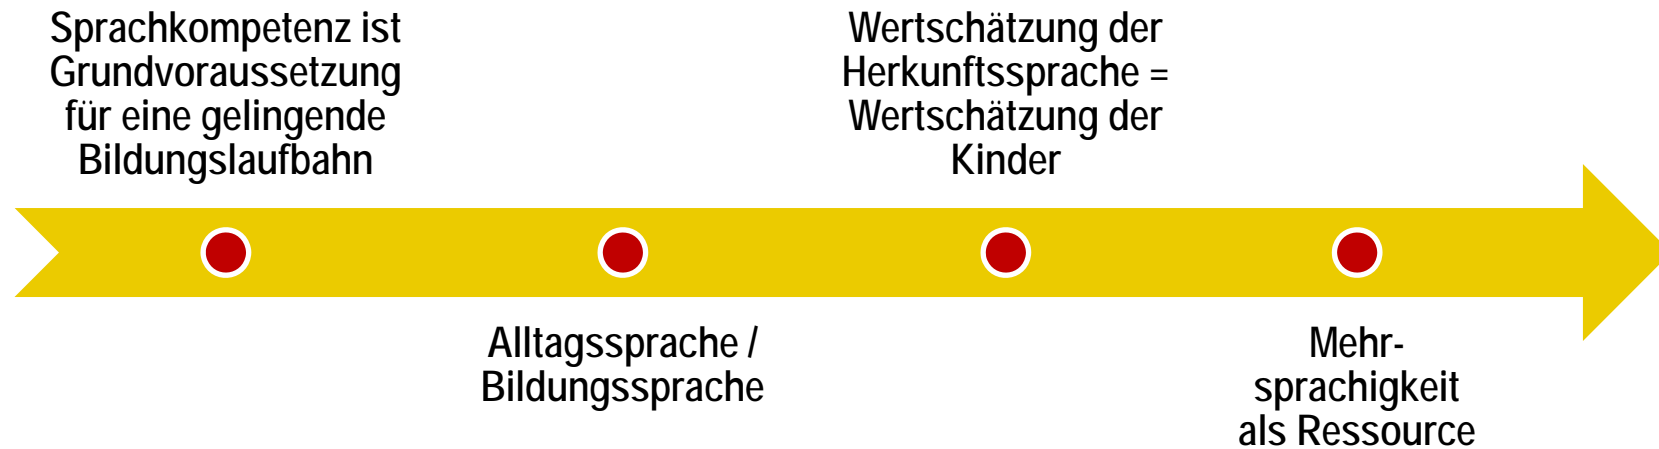 Sprachkompetenz ist
Grundvoraussetzung
für eine gelingende
Bildungslaufbahn
Alltagssprache /
Bildungssprache
Wertschätzung der
Herkunftssprache =
Wertschätzung der
Kinder
Mehr-
sprachigkeit
als Ressource